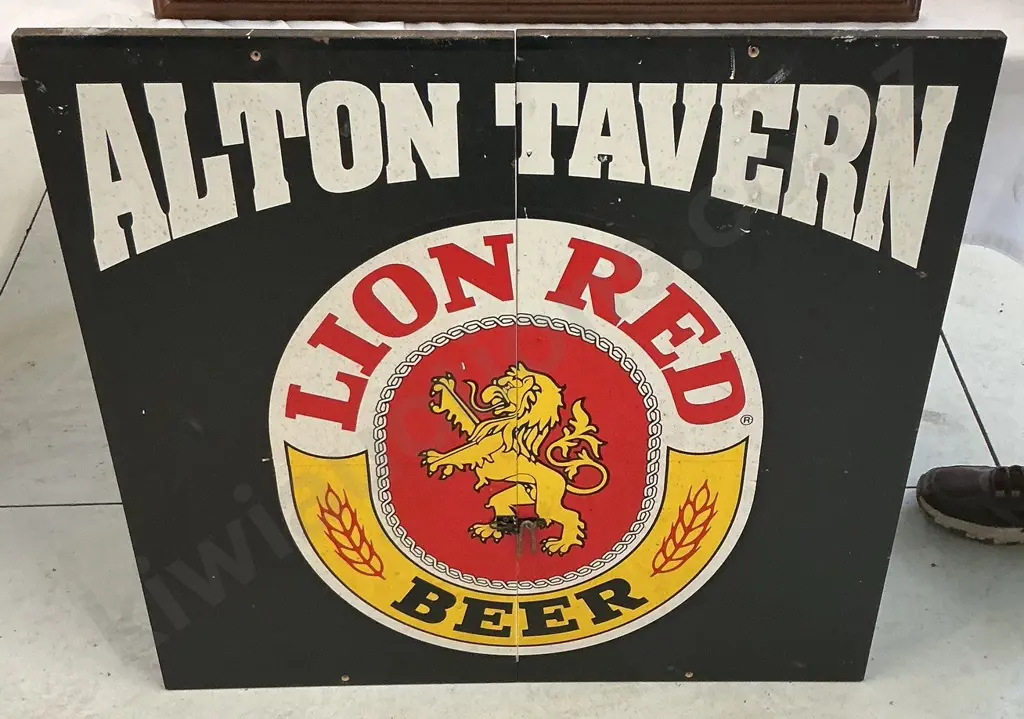 ALTON TAVERN
LION RED
®
BEER